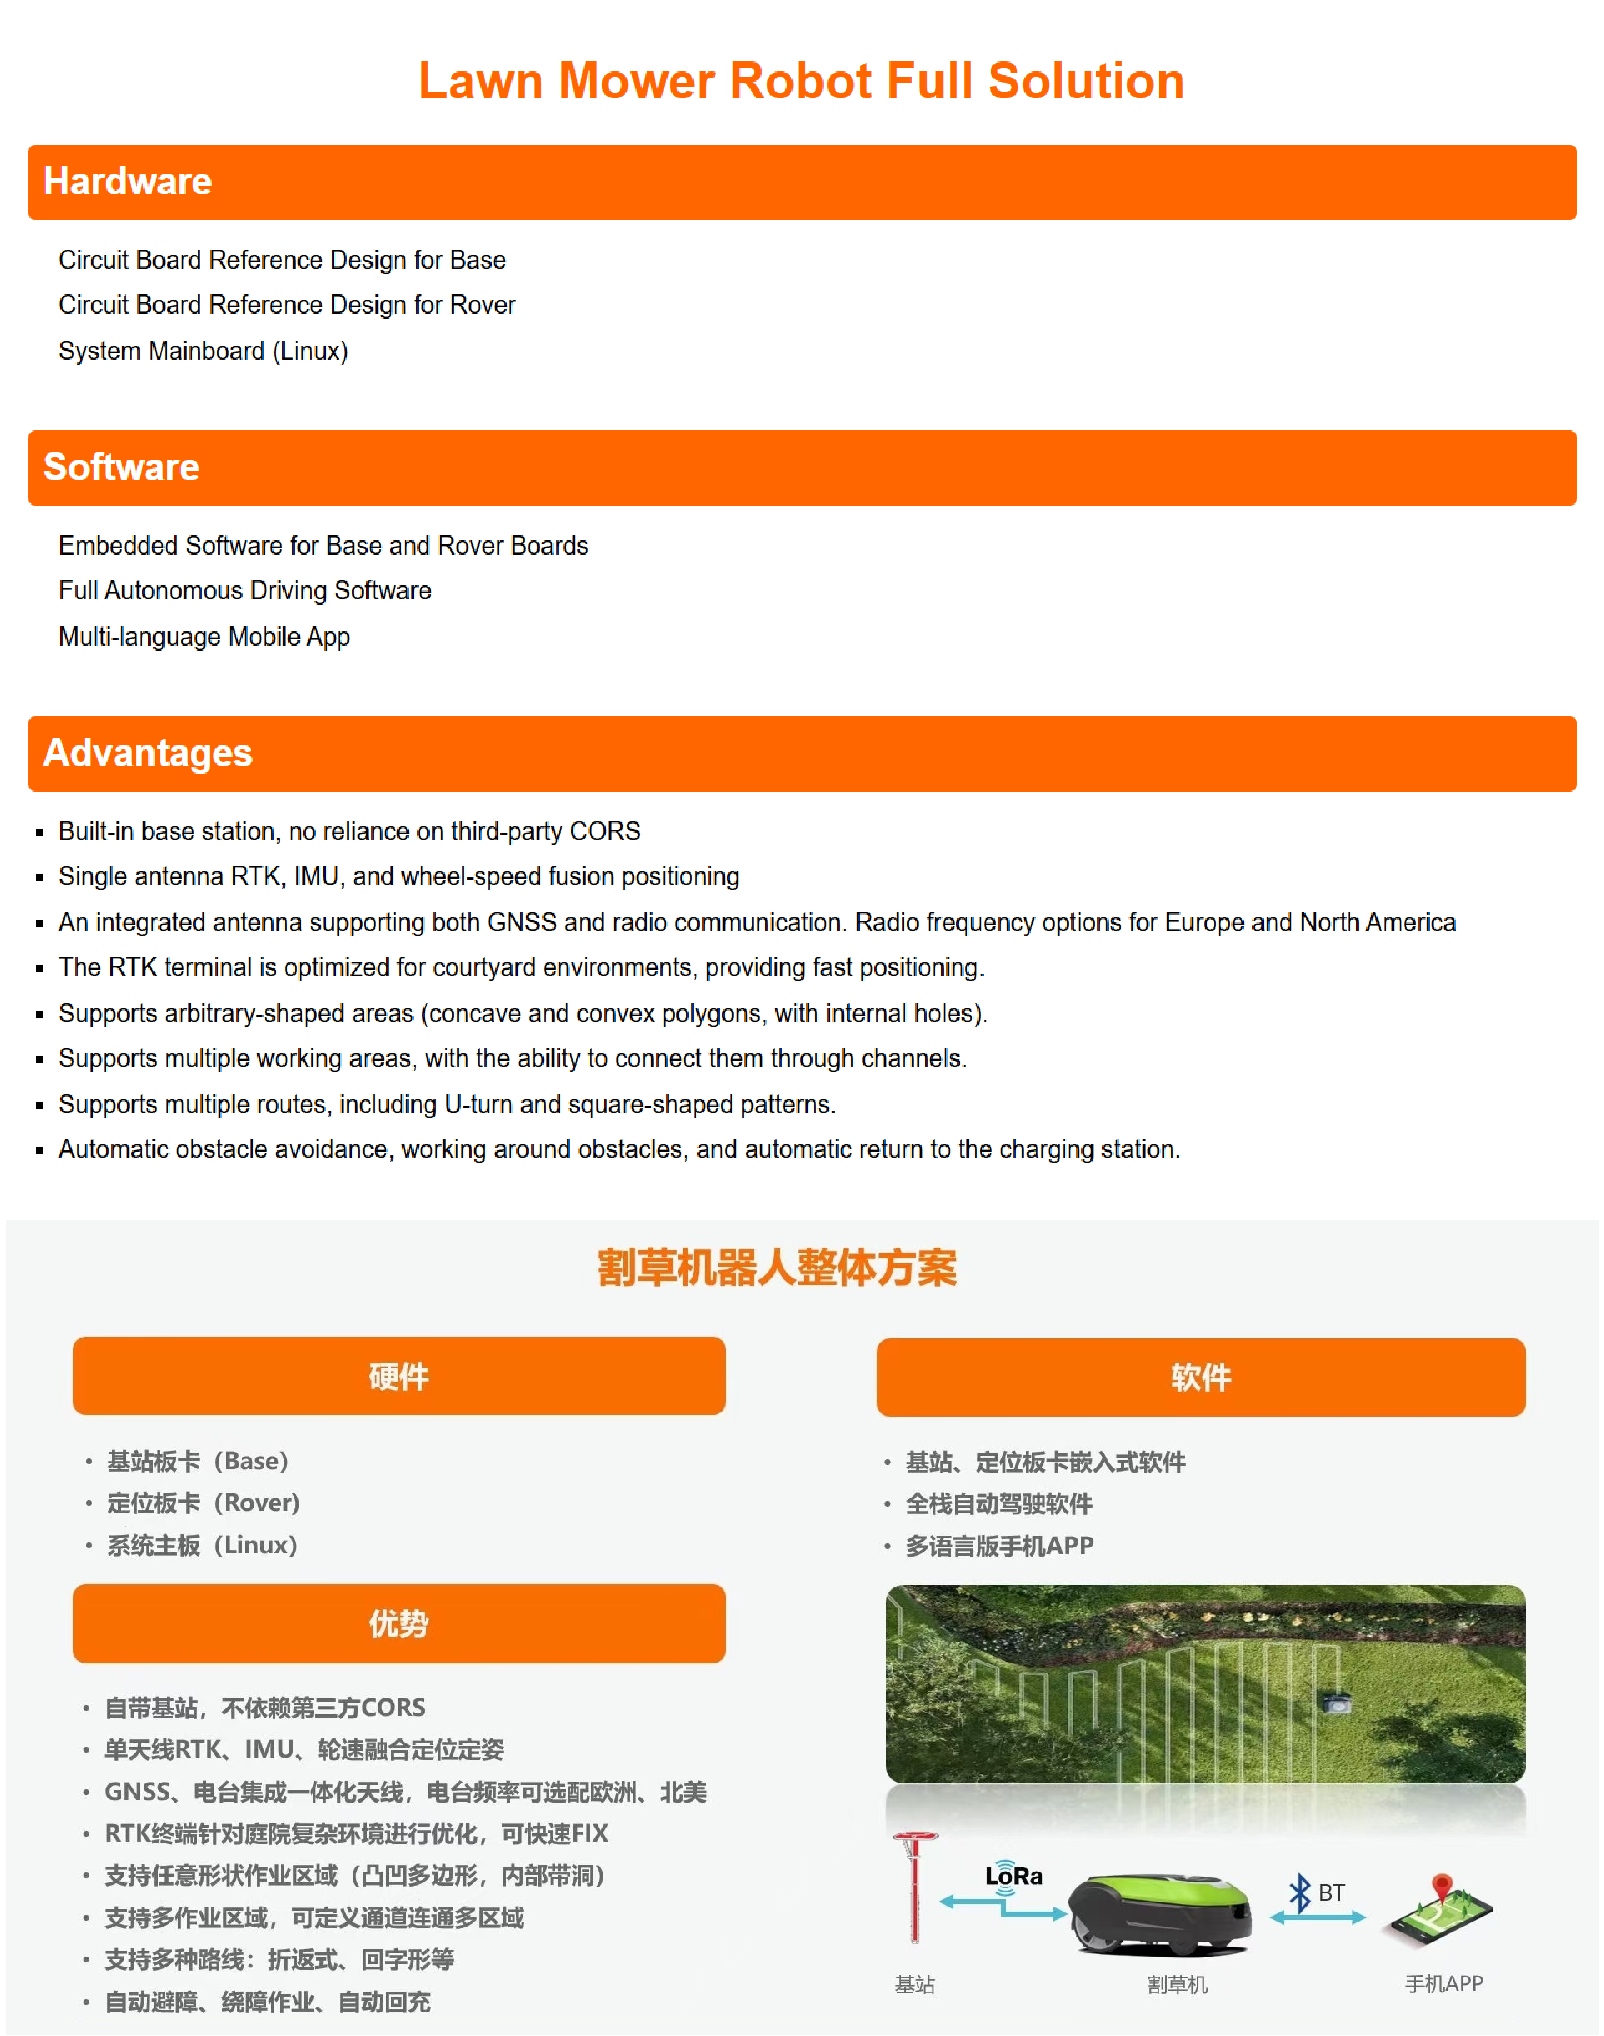 Lawn Mower Robot Full Solution
Hardware
Circuit Board Reference Design for Base
Circuit Board Reference Design for Rover
System Mainboard (Linux)
Software
Embedded Software for Base and Rover Boards
Full Autonomous Driving Software
Multi-language Mobile App
Advantages
▪ Built-in base station, no reliance on third-party CORS
▪ Single antenna RTK, IMU, and wheel-speed fusion positioning
▪ An integrated antenna supporting both GNSS and radio communication. Radio frequency options for Europe and North America
▪ The RTK terminal is optimized for courtyard environments, providing fast positioning.
▪ Supports arbitrary-shaped areas (concave and convex polygons, with internal holes).
▪ Supports multiple working areas, with the ability to connect them through channels.
▪ Supports multiple routes, including U-turn and square-shaped patterns.
▪ Automatic obstacle avoidance, working around obstacles, and automatic return to the charging station.
割草机器人整体方案
硬件
• 基站板卡（Base）
• 定位板卡（Rover)
• 系统主板（Linux）
软件
• 基站、定位板卡嵌入式软件
• 全栈自动驾驶软件
• 多语言版手机APP
优势
• 自带基站，不依赖第三方CORS
• 单天线RTK、IMU、轮速融合定位定姿
• GNSS、电台集成一体化天线，电台频率可选配欧洲、北美
• RTK终端针对庭院复杂环境进行优化，可快速FIX
• 支持任意形状作业区域（凸凹多边形，内部带洞）
• 支持多作业区域，可定义通道连通多区域
• 支持多种路线：折返式、回字形等
• 自动避障、绕障作业、自动回充
LoRa
BT
基站
割草机
手机APP